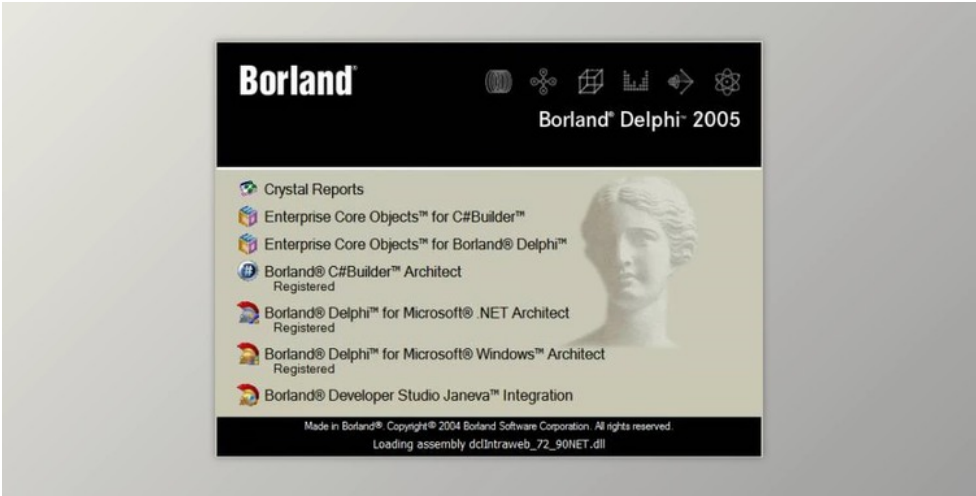 Borland®
Borland® Delphi™ 2005
Crystal Reports
Enterprise Core Objects™ for C#Builder™
Enterprise Core Objects™ for Borland® Delphi™
Borland® C#Builder™ Architect
Registered
Borland® Delphi™ for Microsoft® .NET Architect
Registered
Borland® Delphi™ for Microsoft® Windows™ Architect
Registered
Borland® Developer Studio Janeva™ Integration
Made in Borland®. Copyright© 2004 Borland Software Corporation. All rights reserved.
Loading assembly dclIntraweb_72_90NET.dll